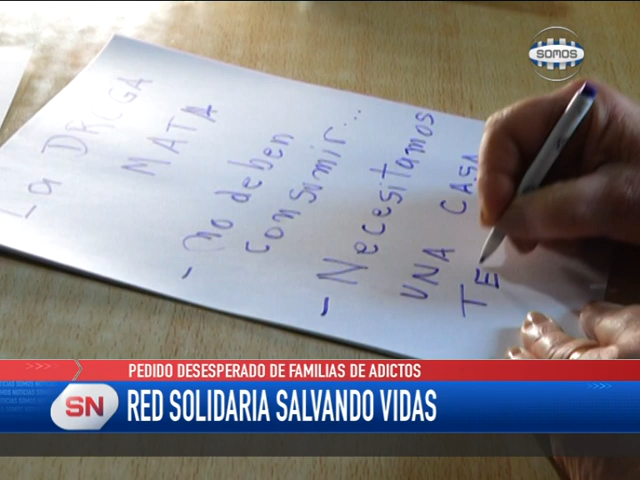 SOMOS
La DROGA
MATA
- No deben
consumir...
- Necesitamos
UNA CASA
TE
PEDIDO DESESPERADO DE FAMILIAS DE ADICTOS
SN
RED SOLIDARIA SALVANDO VIDAS